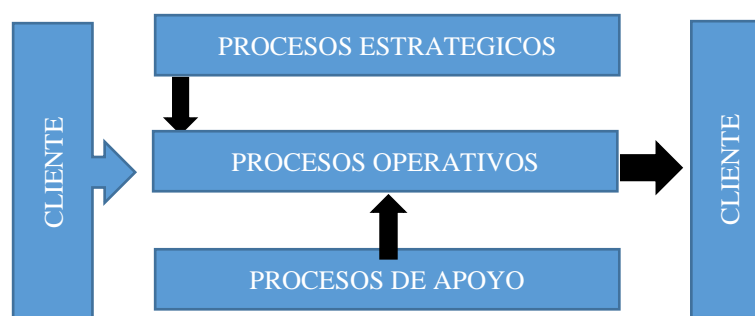 PROCESOS ESTRATEGICOS
CLIENTE
PROCESOS OPERATIVOS
CLIENTE
PROCESOS DE APOYO